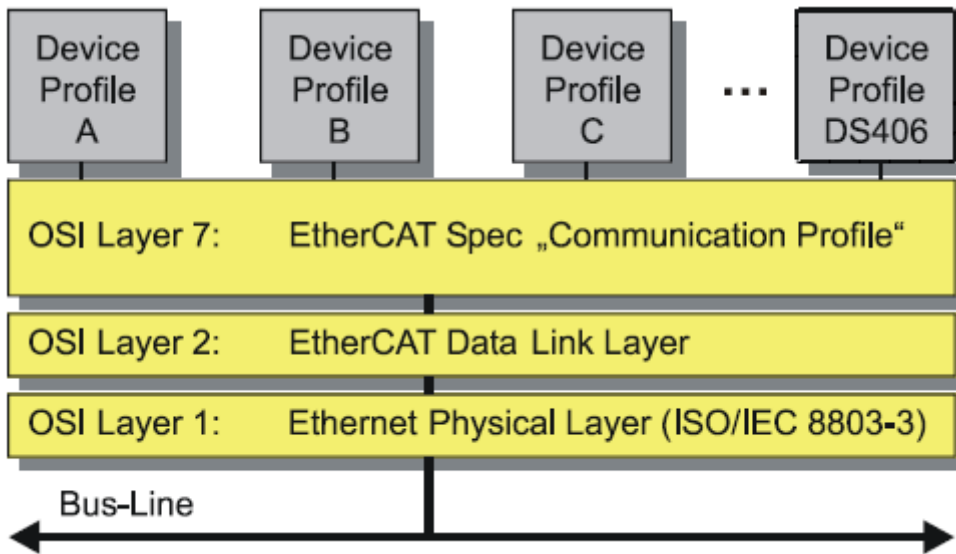 Device
Profile
A
Device
Profile
B
Device
Profile
C
...
Device
Profile
DS406
OSI Layer 7: EtherCAT Spec „Communication Profile“
OSI Layer 2: EtherCAT Data Link Layer
OSI Layer 1: Ethernet Physical Layer (ISO/IEC 8803-3)
Bus-Line